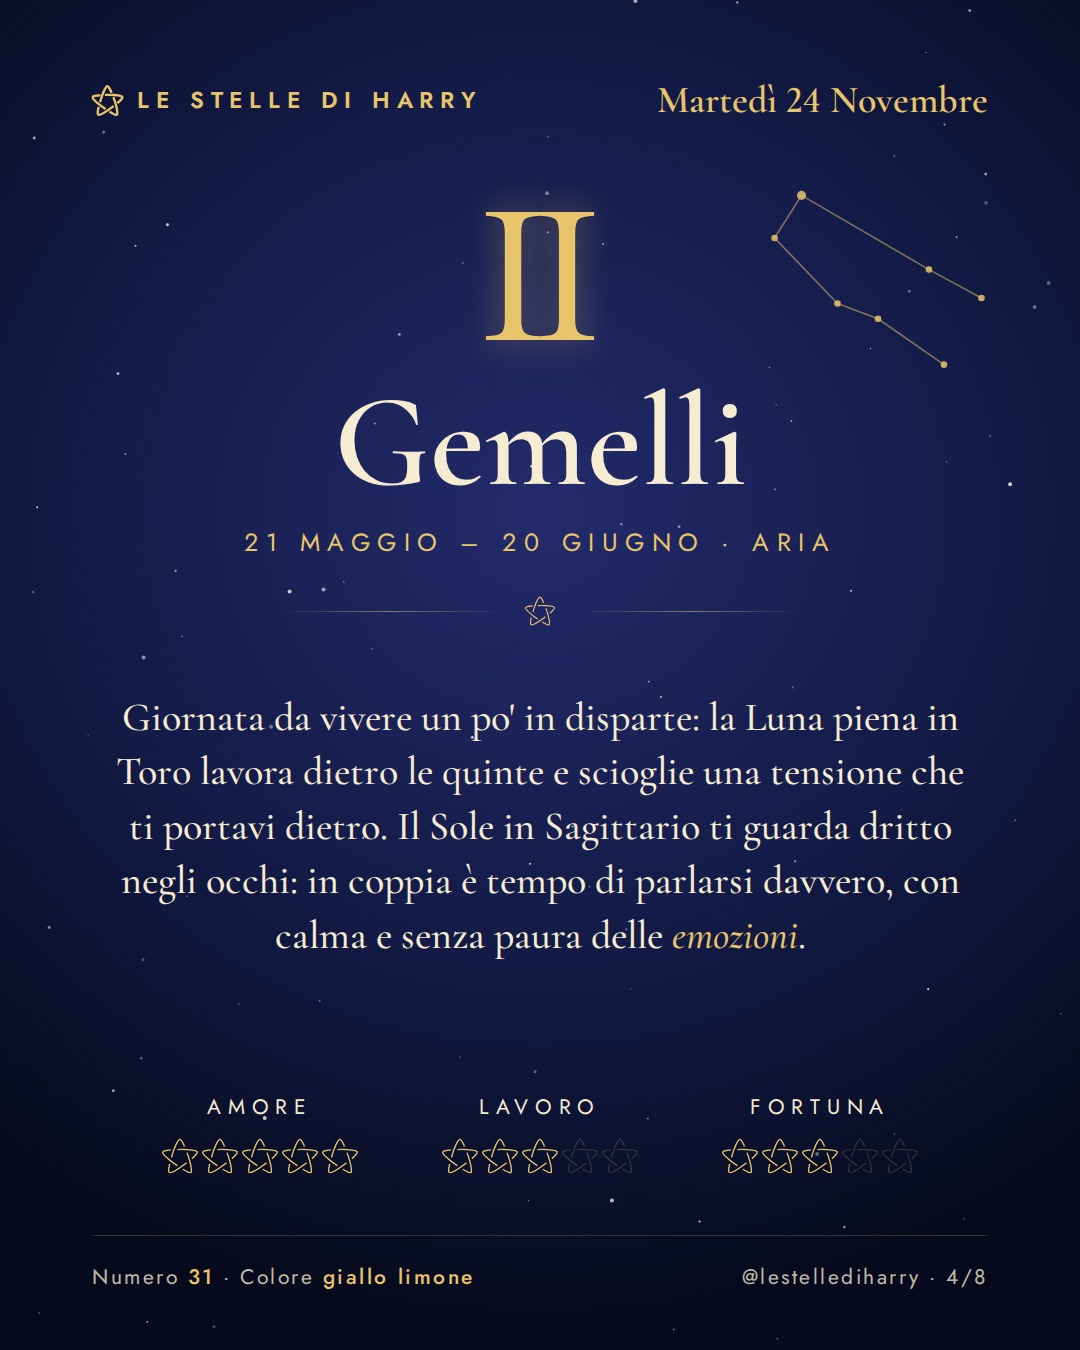 LE STELLE DI HARRY
Martedì 24 Novembre
Gemelli
21 MAGGIO – 20 GIUGNO · ARIA
Giornata da vivere un po' in disparte: la Luna piena in
Toro lavora dietro le quinte e scioglie una tensione che
ti portavi dietro. Il Sole in Sagittario ti guarda dritto
negli occhi: in coppia è tempo di parlarsi davvero, con
calma e senza paura delle emozioni.
AMORE
LAVORO
FORTUNA
Numero 31 · Colore giallo limone
@lestellediharry · 4/8